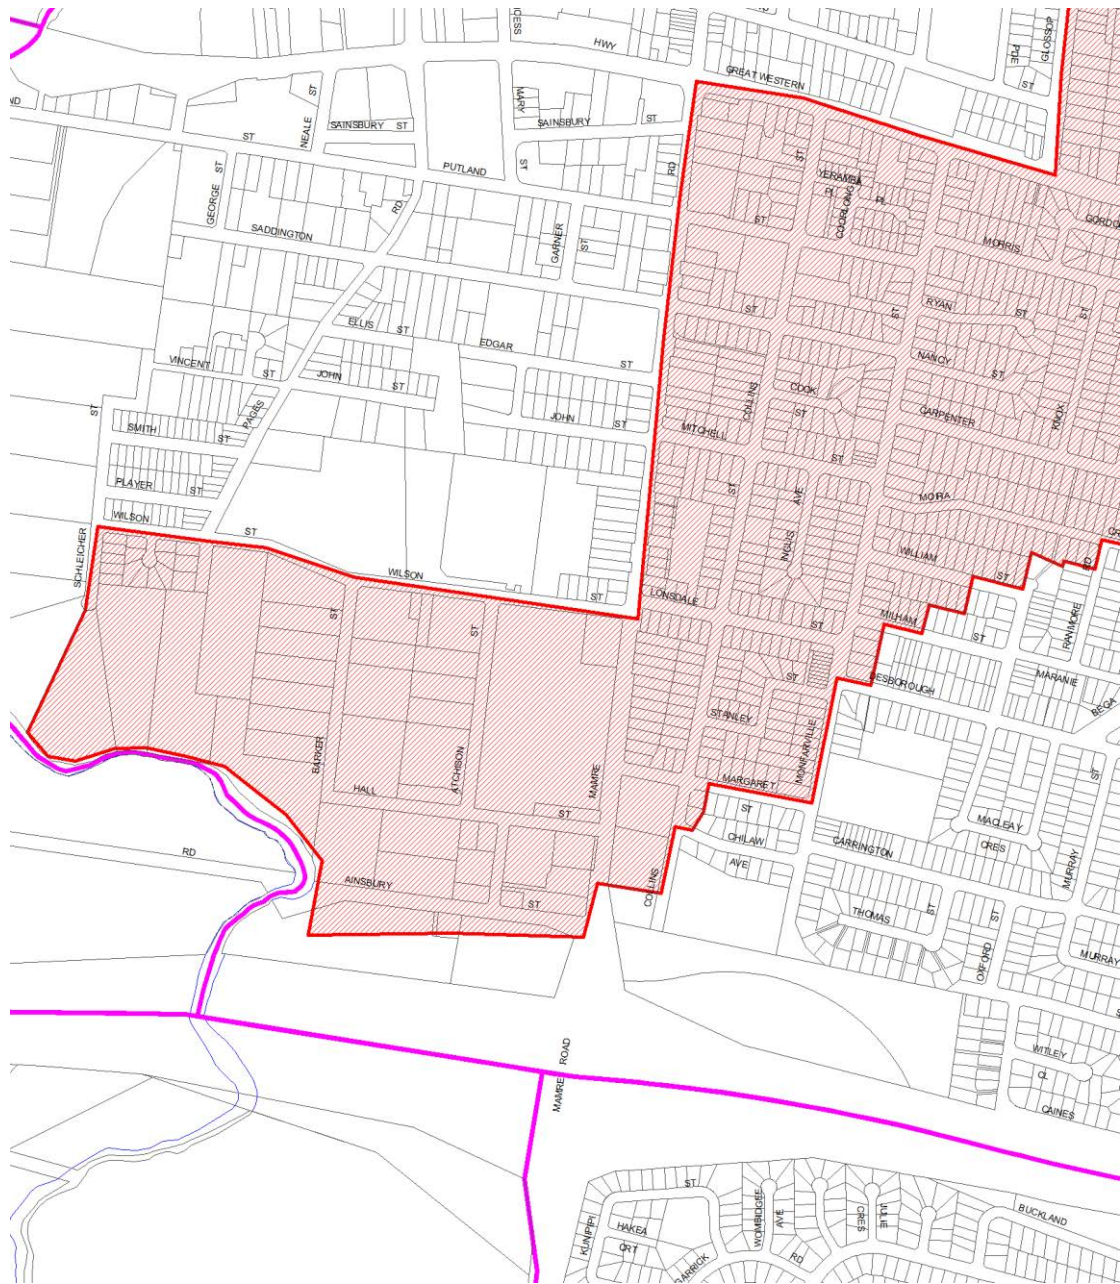 CESS
HWY
GREAT WESTERN
GLOSSOP
ST
ND
ST
ST
NEALE
MARY
SAINSBURY ST
SAINSBURY ST
PUTLAND
ST
RD
ST
YERAMBA
PL
PL
COORLONG
GEORGE ST
RD
SADDINGTON
GARNER ST
ST
MORRIS
GORDON
ELLIS ST
EDGAR ST
ST
RYAN ST
ST
ST
NANCY ST
VINCENT ST
JOHN ST
COLLINS
COOK ST
CARPENTER
KNOX
PAGES
JOHN ST
MITCHELL ST
SMITH ST
ST
PLAYER ST
ST
AVE
MOIRA
WILSON ST
SCHLEICHER
WILSON ST
INGLIS
WILLIAM ST
RD
LONSDALE ST
MILHAM ST
RANMORE
BARKER ST
ATCHISON ST
STANLEY
DESBOROUGH
MARANIE
BEGA
MONFARVILLE
HALL ST
MAMRE
MARGARET ST
MACLEAY CRES
MURRAY ST
RD
CHILAW AVE
CARRINGTON
AINSBURY ST
COLLINS
THOMAS ST
OXFORD ST
MURRAY
MAMRE ROAD
WITLEY CL
CAINES
ST
KUNIPIPI
HAKEA CRT
WOMBIDGEE AVE
CRES
JULIE
BUCKLAND
GARRICK RD